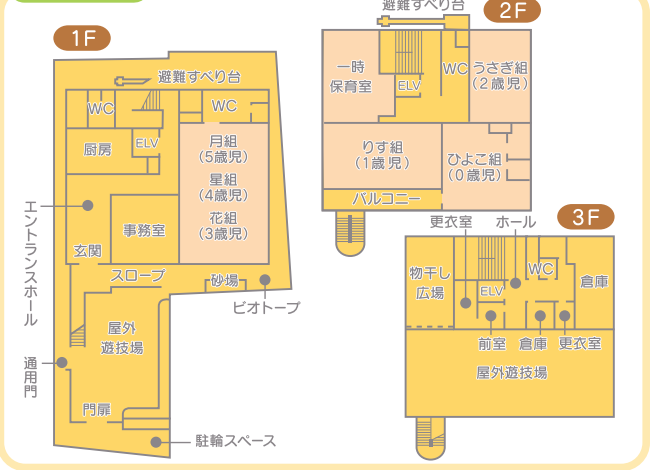 1F
避難すべり台
WC
WC
厨房
ELV
月組
(5歳児)
星組
(4歳児)
花組
(3歳児)
事務室
エントランスホール
玄関
スロープ
砂場
ビオトープ
屋外
遊技場
通用門
門扉
駐輪スペース
避難すべり台
2F
一時
保育室
ELV
WC
うさぎ組
(2歳児)
りす組
(1歳児)
ひよこ組
(0歳児)
バルコニー
3F
更衣室
ホール
物干し
広場
ELV
WC
倉庫
前室
倉庫
更衣室
屋外遊技場